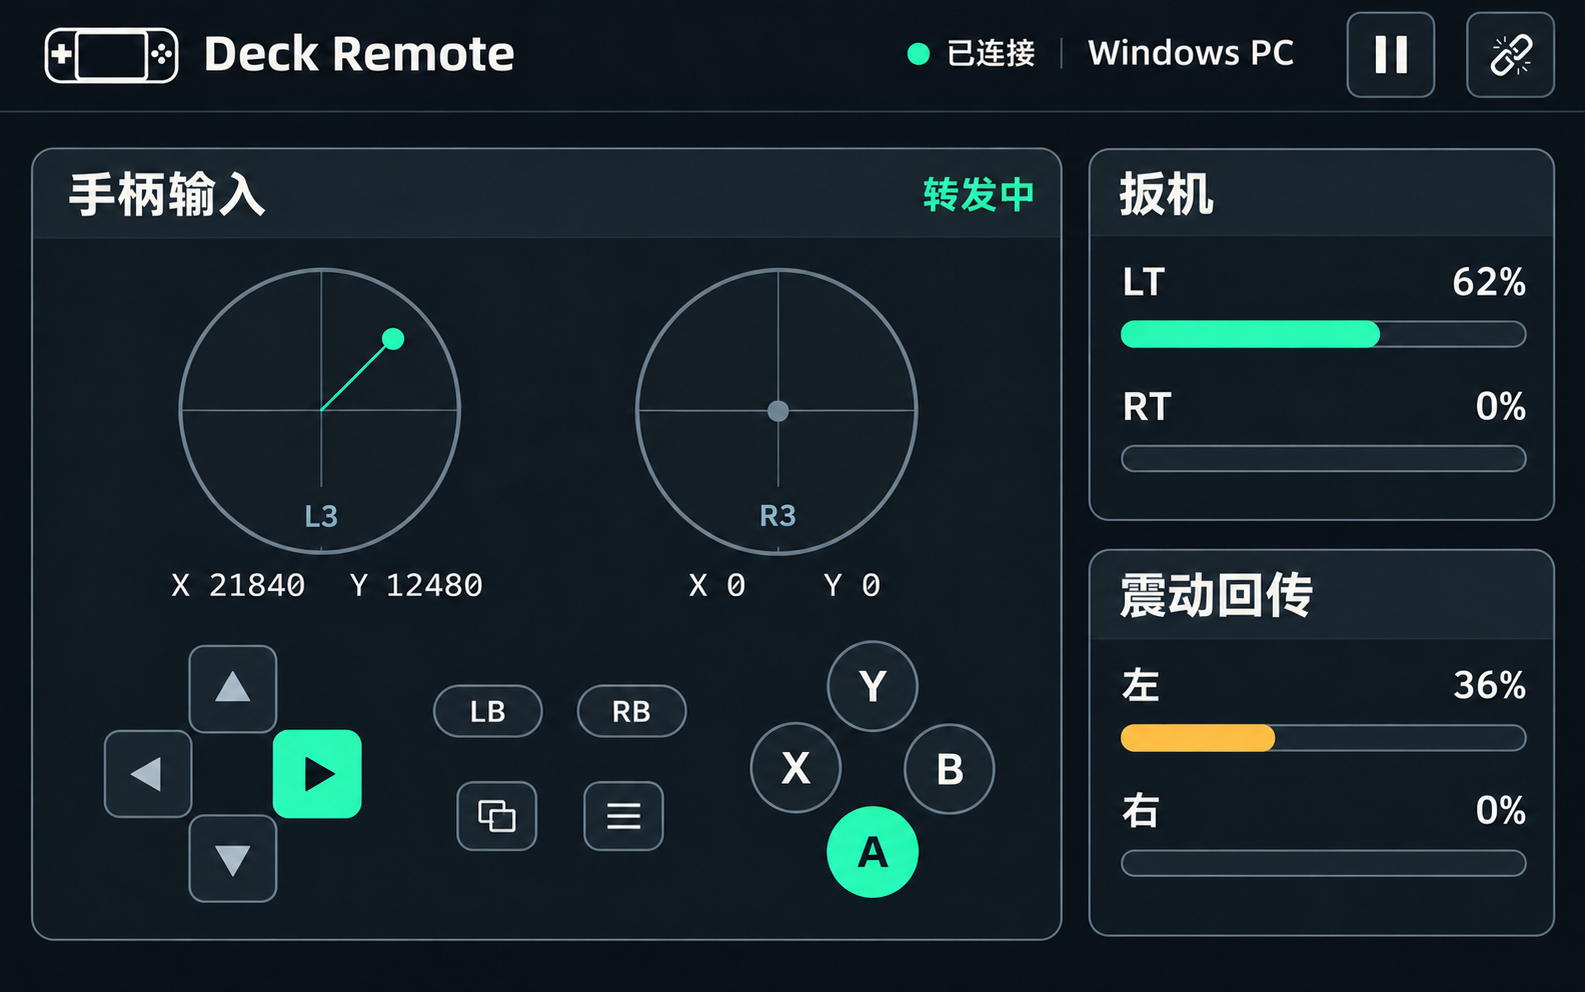 Deck Remote
已连接
Windows PC
手柄输入
转发中
L3
R3
X 21840 Y 12480
X 0 Y 0
LB
RB
Y
X
B
A
扳机
LT 62%
RT 0%
震动回传
左 36%
右 0%